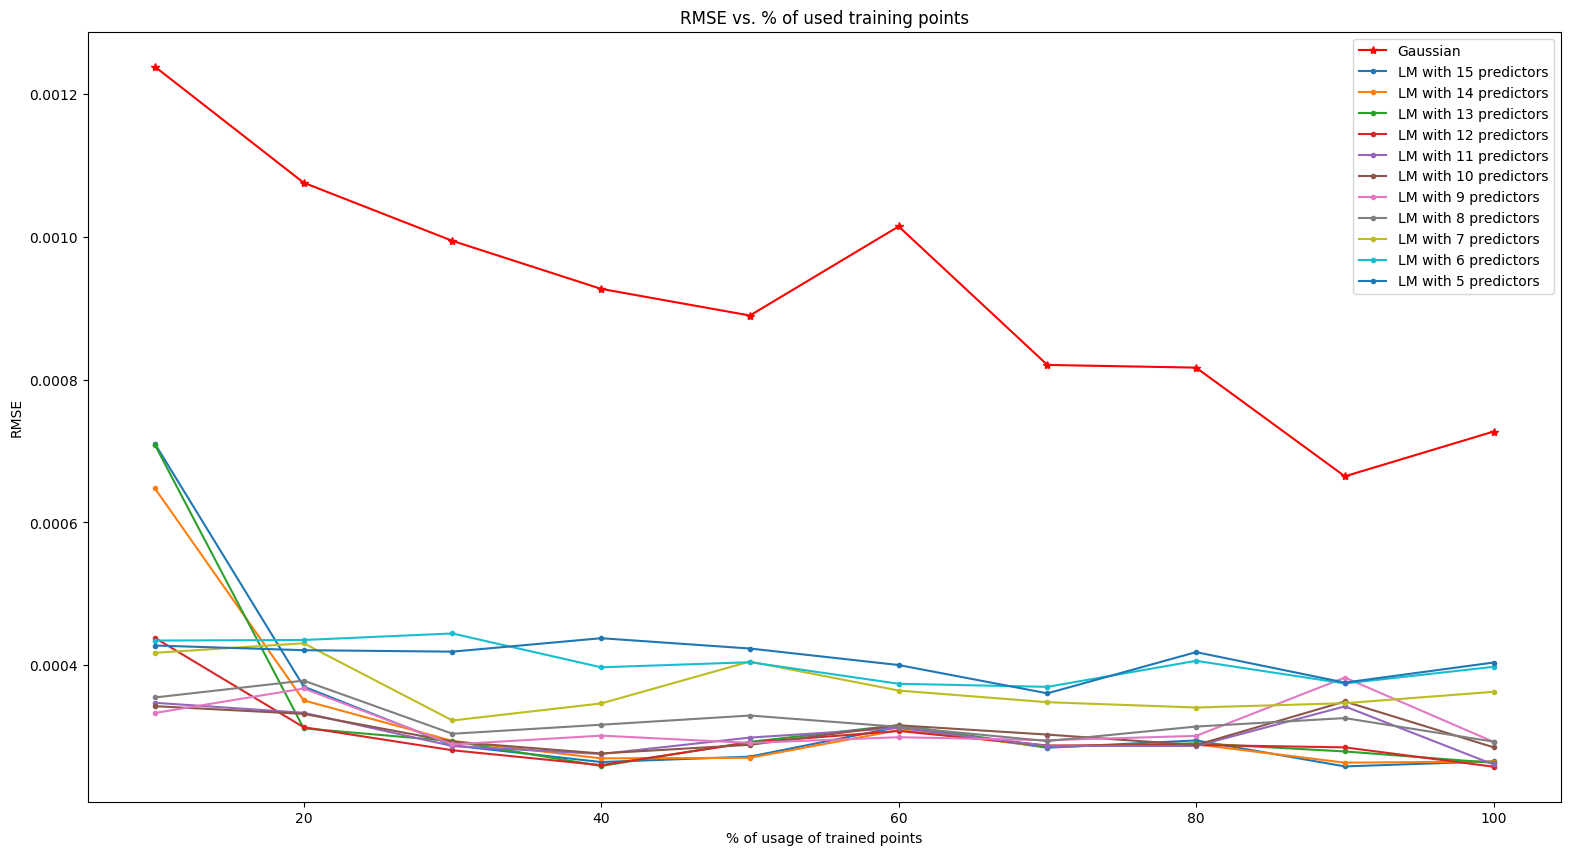 RMSE vs. % of used training points
Gaussian
LM with 15 predictors
LM with 14 predictors
LM with 13 predictors
LM with 12 predictors
LM with 11 predictors
LM with 10 predictors
LM with 9 predictors
LM with 8 predictors
LM with 7 predictors
LM with 6 predictors
LM with 5 predictors
RMSE
0.0012
0.0010
0.0008
0.0006
0.0004
20
40
60
80
100
% of usage of trained points